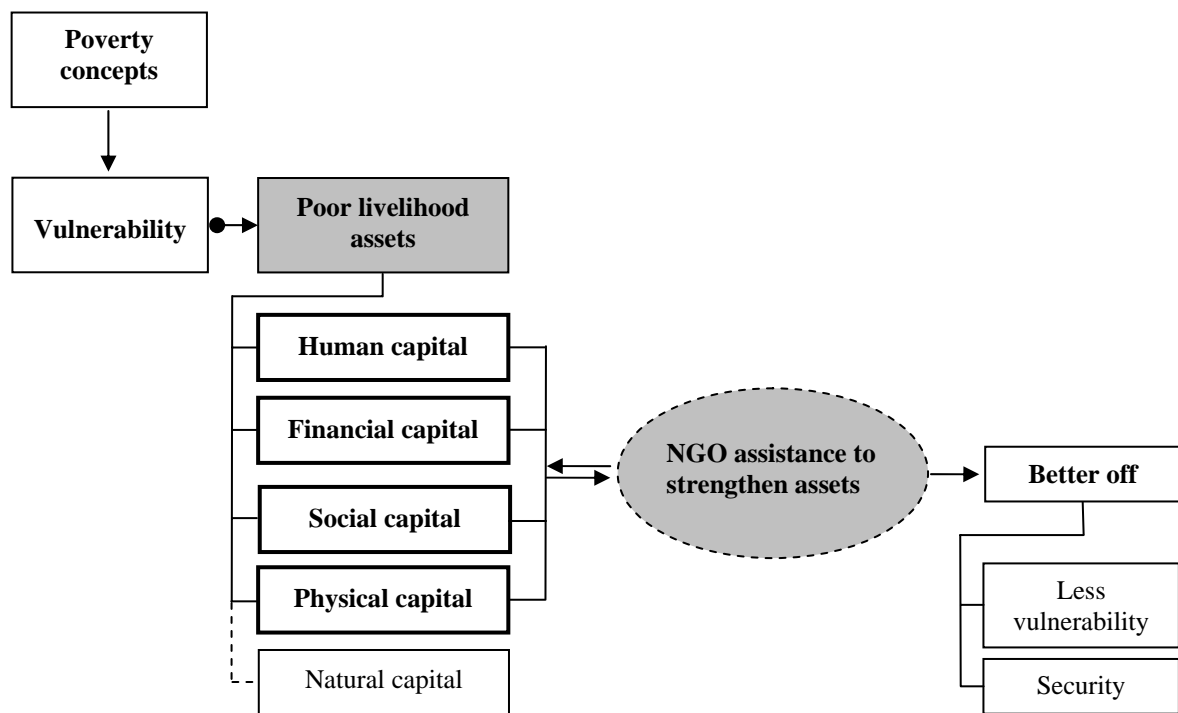 Poverty
concepts
Vulnerability
Poor livelihood
assets
Human capital
Financial capital
Social capital
Physical capital
Natural capital
NGO assistance to
strengthen assets
Better off
Less
vulnerability
Security